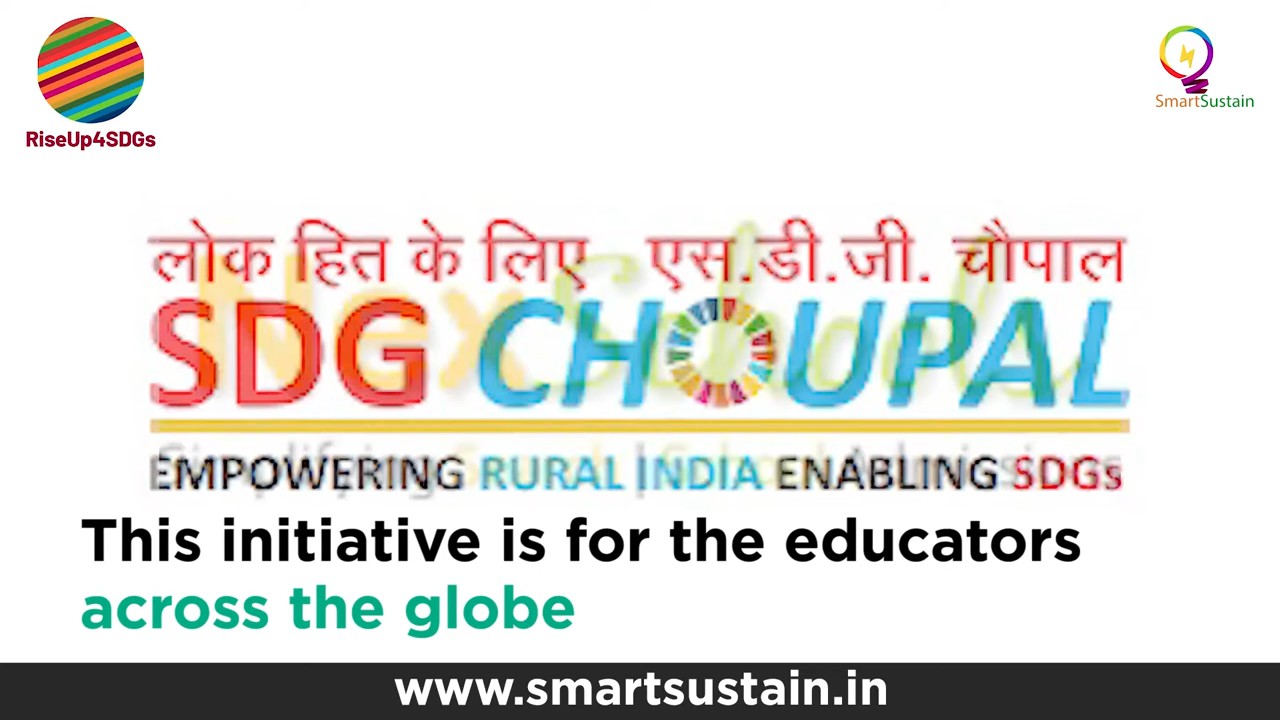 RiseUp4SDGs
SmartSustain
लोक हित के लिए एस.डी.जी. चौपाल
SDG CHOUPAL
EMPOWERING RURAL INDIA ENABLING SDGs
This initiative is for the educators
across the globe
www.smartsustain.in